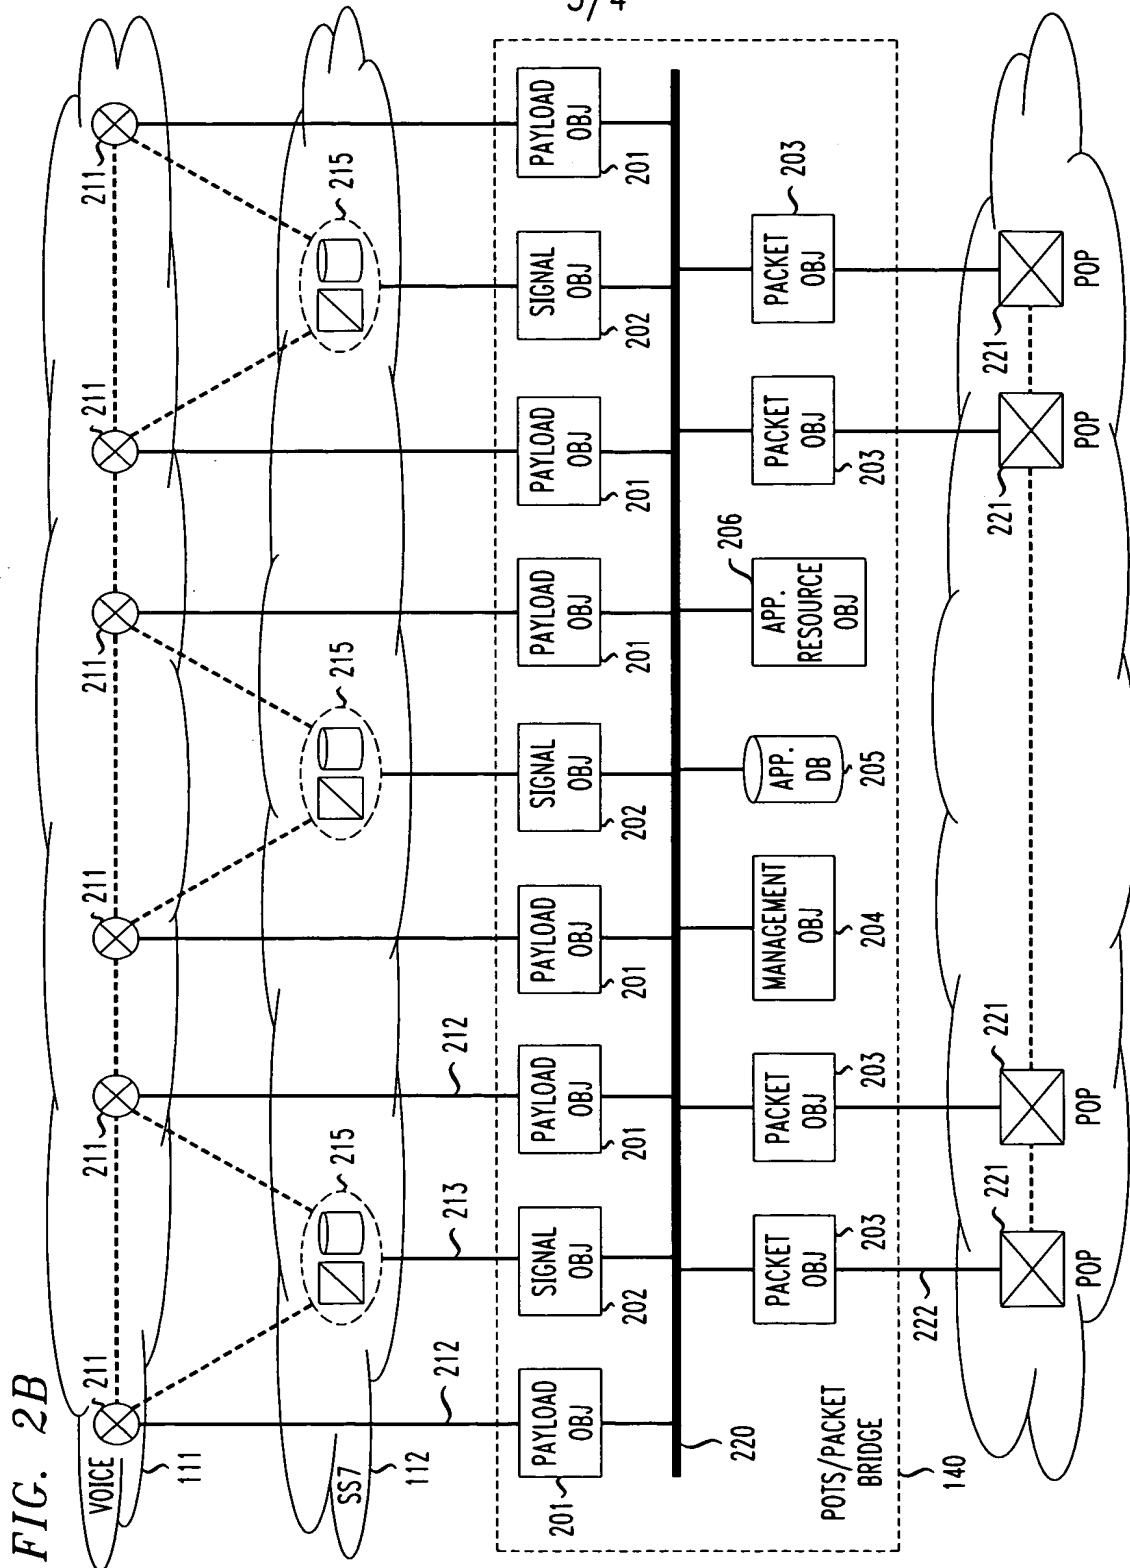 3/4
FIG. 2B
VOICE
111
211
211
211
211
211
211
SS7
112
215
215
215
212
213
212
PAYLOAD
OBJ
201
SIGNAL
OBJ
202
PAYLOAD
OBJ
201
PAYLOAD
OBJ
201
SIGNAL
OBJ
202
PAYLOAD
OBJ
201
PAYLOAD
OBJ
201
SIGNAL
OBJ
202
PAYLOAD
OBJ
201
220
POTS/PACKET
BRIDGE
140
PACKET
OBJ
203
PACKET
OBJ
203
MANAGEMENT
OBJ
204
APP.
DB
205
APP.
RESOURCE
OBJ
206
PACKET
OBJ
203
PACKET
OBJ
203
222
221
POP
221
POP
221
POP
221
POP